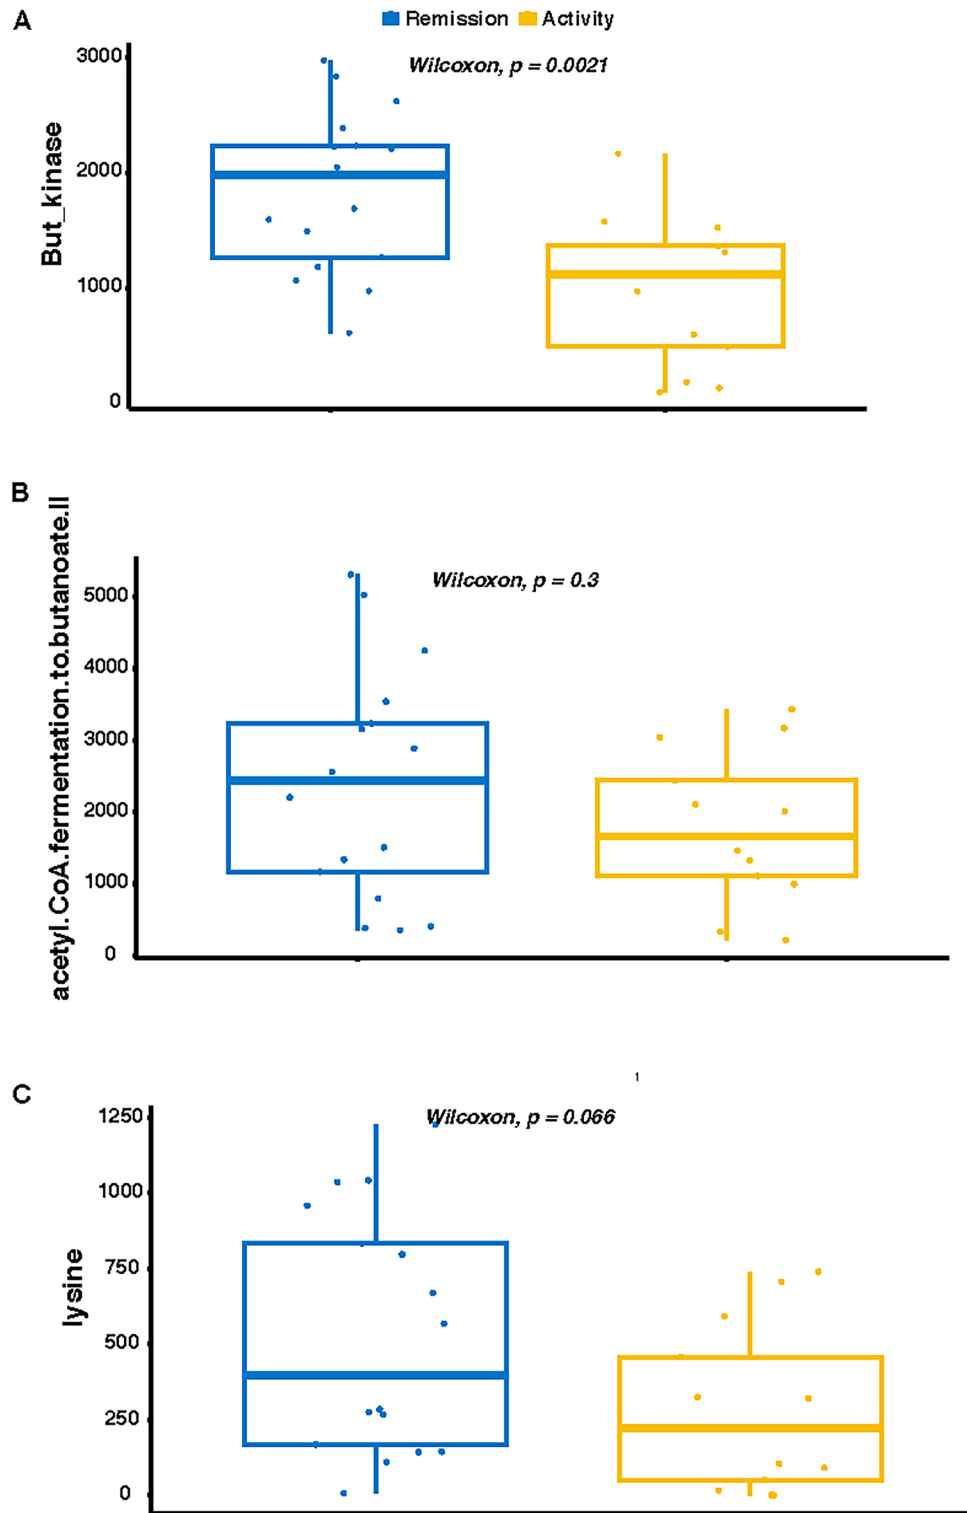 A
Remission Activity
Wilcoxon, p = 0.0021
But_kinase
3000
2000
1000
0
B
Wilcoxon, p = 0.3
acetyl.CoA.fermentation.to.butanoate.II
5000
4000
3000
2000
1000
0
1
C
Wilcoxon, p = 0.066
lysine
1250
1000
750
500
250
0